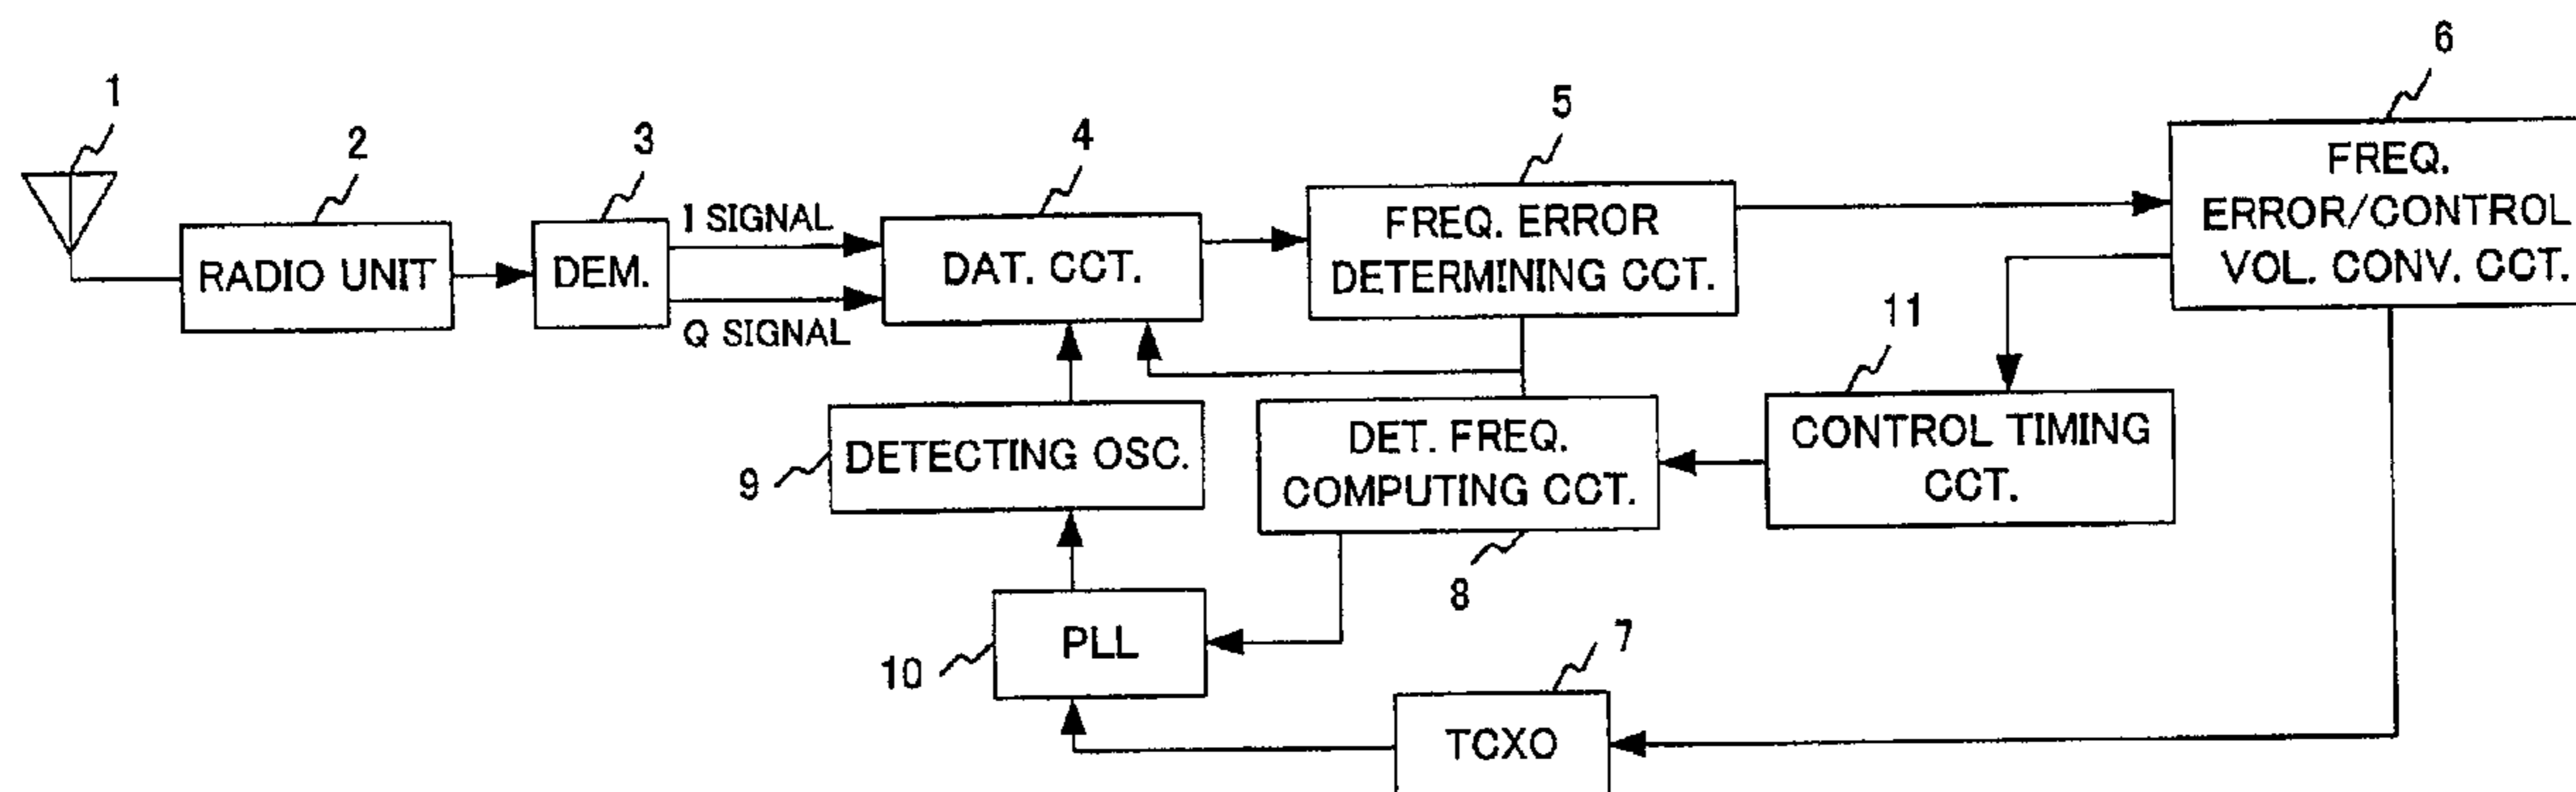 1
2
3
4
5
6
RADIO UNIT
DEM.
I SIGNAL
Q SIGNAL
DAT. CCT.
FREQ. ERROR
DETERMINING CCT.
FREQ.
ERROR/CONTROL
VOL. CONV. CCT.
11
9
DETECTING OSC.
DET. FREQ.
COMPUTING CCT.
CONTROL TIMING
CCT.
8
10
PLL
7
TCXO